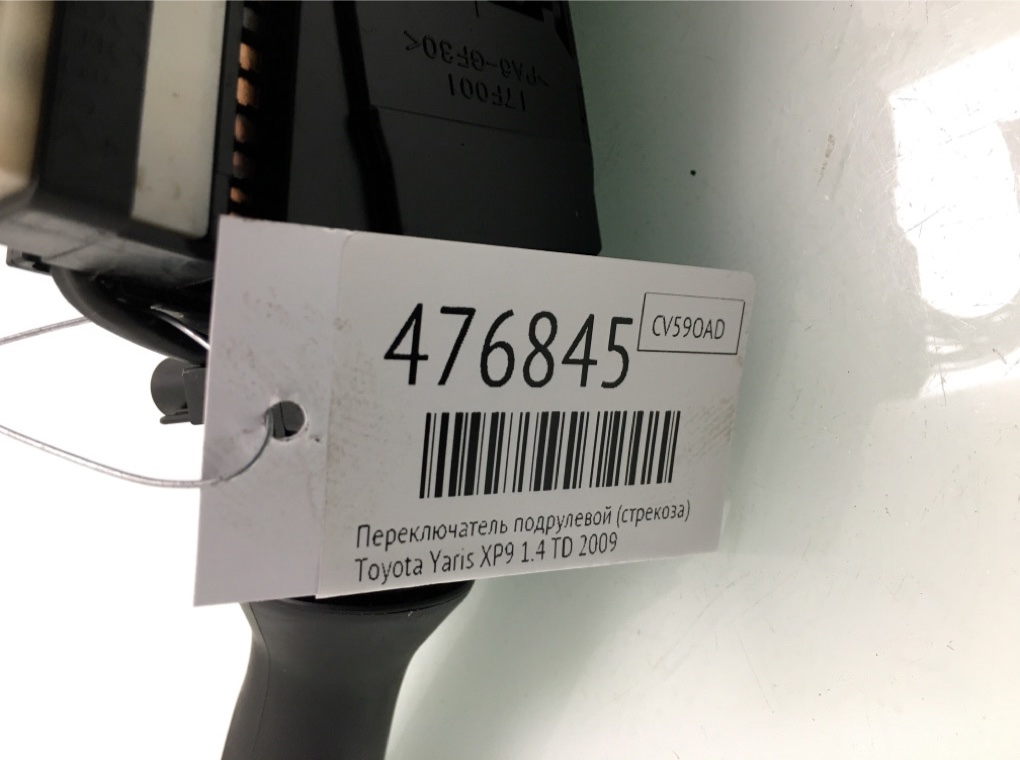 17F001
>PA6-GF30<
476845
CV590AD
Переключатель подрулевой (стрекоза)
Toyota Yaris XP9 1.4 TD 2009